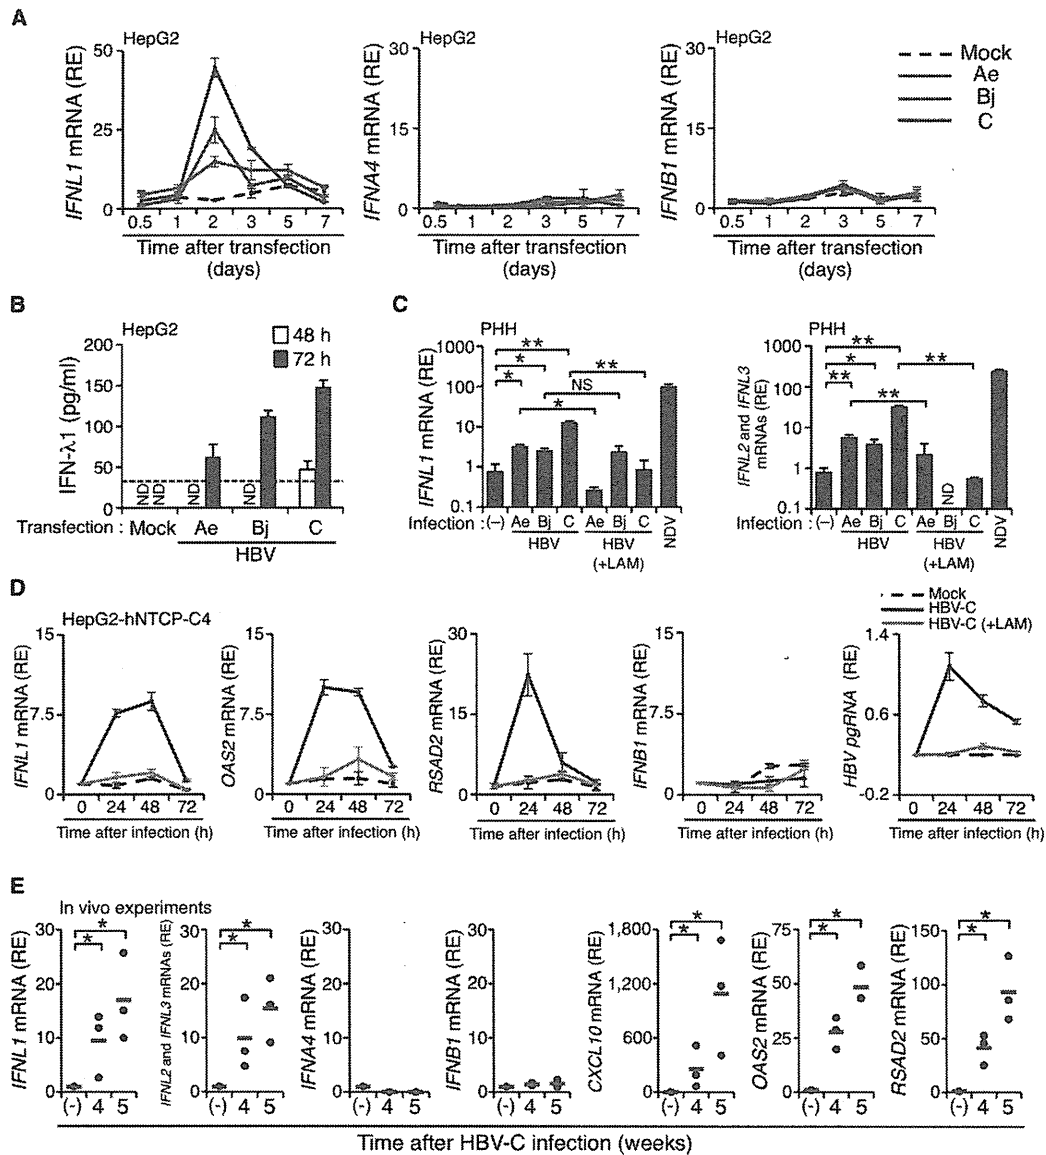 A
HepG2
IFNL1 mRNA (RE)
50
25
0
0.5 1 2 3 5 7
Time after transfection
(days)
HepG2
IFNA4 mRNA (RE)
30
15
0
0.5 1 2 3 5 7
Time after transfection
(days)
HepG2
IFNB1 mRNA (RE)
30
15
0
0.5 1 2 3 5 7
Time after transfection
(days)
Mock
Ae
Bj
C
B
HepG2
48 h
72 h
IFN-λ1 (pg/ml)
200
150
100
50
0
ND ND ND ND
Transfection : Mock Ae Bj C
HBV
C
PHH
IFNL1 mRNA (RE)
1000
100
10
1
0.1
**
*
*
**
NS
*
Infection : (−) Ae Bj C Ae Bj C NDV
HBV HBV
(+LAM)
PHH
IFNL2 and IFNL3
mRNAs (RE)
1000
100
10
1
0.1
**
*
**
**
**
ND
Infection : (−) Ae Bj C Ae Bj C NDV
HBV HBV
(+LAM)
D
HepG2-hNTCP-C4
Mock
HBV-C
HBV-C (+LAM)
IFNL1 mRNA (RE)
15
7.5
0
0 24 48 72
Time after infection (h)
OAS2 mRNA (RE)
15
7.5
0
0 24 48 72
Time after infection (h)
RSAD2 mRNA (RE)
30
15
0
0 24 48 72
Time after infection (h)
IFNB1 mRNA (RE)
15
7.5
0
0 24 48 72
Time after infection (h)
HBV pgRNA (RE)
1.4
0.6
-0.2
0 24 48 72
Time after infection (h)
E
In vivo experiments
IFNL1 mRNA (RE)
30
20
10
0
*
*
(-) 4 5
IFNL2 and IFNL3 mRNAs (RE)
30
20
10
0
*
*
(-) 4 5
IFNA4 mRNA (RE)
30
20
10
0
(-) 4 5
IFNB1 mRNA (RE)
30
20
10
0
(-) 4 5
CXCL10 mRNA (RE)
1,800
1,200
600
0
*
*
(-) 4 5
OAS2 mRNA (RE)
75
50
25
0
*
*
(-) 4 5
RSAD2 mRNA (RE)
150
100
50
0
*
*
(-) 4 5
Time after HBV-C infection (weeks)